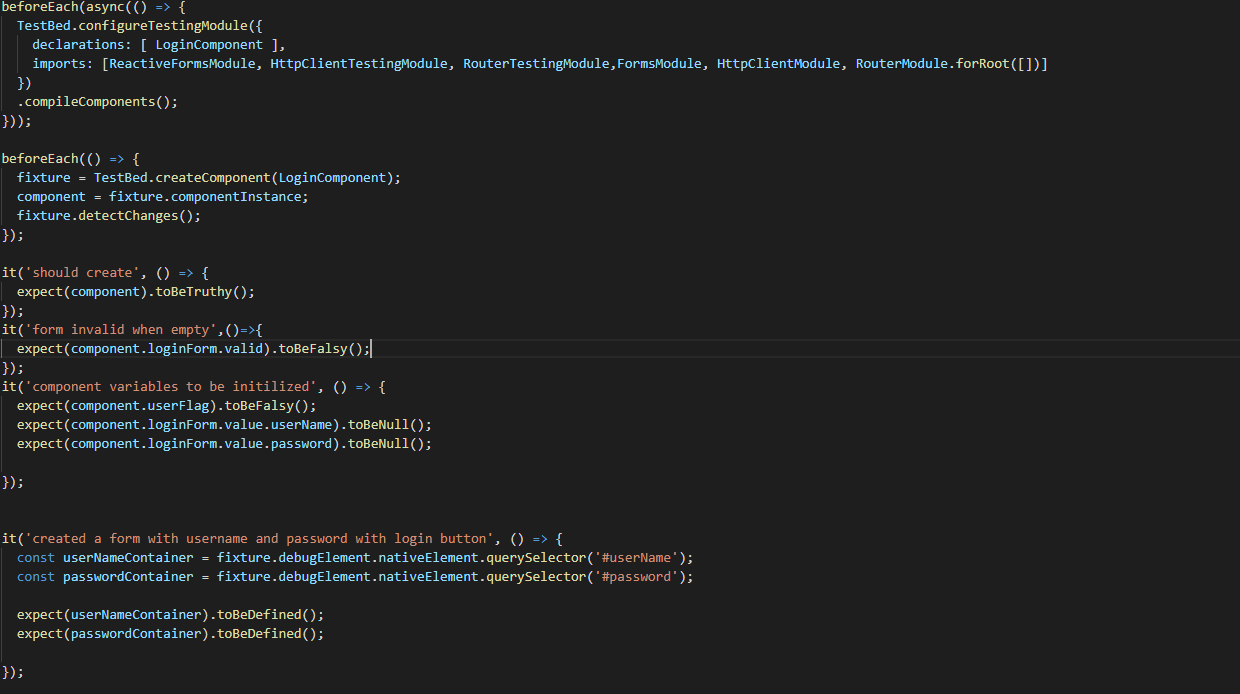 beforeEach(async(() => {
  TestBed.configureTestingModule({
    declarations: [ LoginComponent ],
    imports: [ReactiveFormsModule, HttpClientTestingModule, RouterTestingModule,FormsModule, HttpClientModule, RouterModule.forRoot([])]
  })
  .compileComponents();
}));

beforeEach(() => {
  fixture = TestBed.createComponent(LoginComponent);
  component = fixture.componentInstance;
  fixture.detectChanges();
});

it('should create', () => {
  expect(component).toBeTruthy();
});
it('form invalid when empty',()=>{
  expect(component.loginForm.valid).toBeFalsy();
});
it('component variables to be initilized', () => {
  expect(component.userFlag).toBeFalsy();
  expect(component.loginForm.value.userName).toBeNull();
  expect(component.loginForm.value.password).toBeNull();

});

it('created a form with username and password with login button', () => {
  const userNameContainer = fixture.debugElement.nativeElement.querySelector('#userName');
  const passwordContainer = fixture.debugElement.nativeElement.querySelector('#password');

  expect(userNameContainer).toBeDefined();
  expect(passwordContainer).toBeDefined();

});